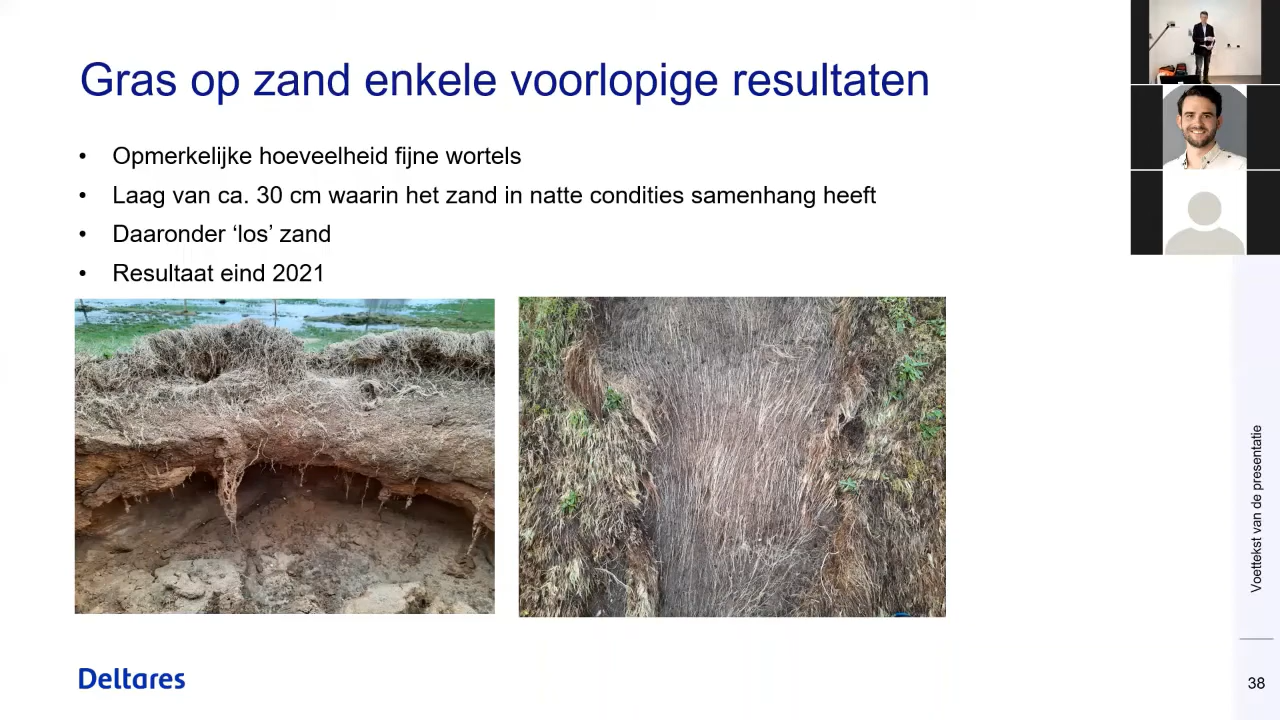 Gras op zand enkele voorlopige resultaten
• Opmerkelijke hoeveelheid fijne wortels
• Laag van ca. 30 cm waarin het zand in natte condities samenhang heeft
• Daaronder ‘los’ zand
• Resultaat eind 2021
Voettekst van de presentatie
Deltares
38